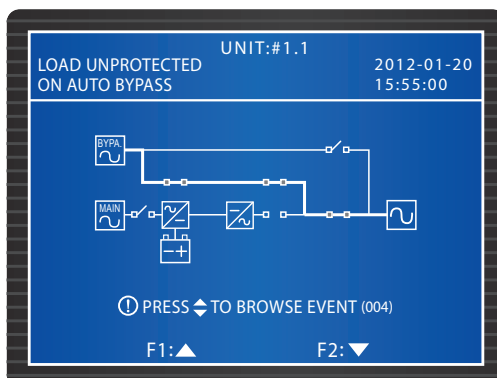 UNIT:#1.1
LOAD UNPROTECTED
2012-01-20
ON AUTO BYPASS
15:55:00
BYPA.
MAIN
PRESS TO BROWSE EVENT (004)
F1:
F2: